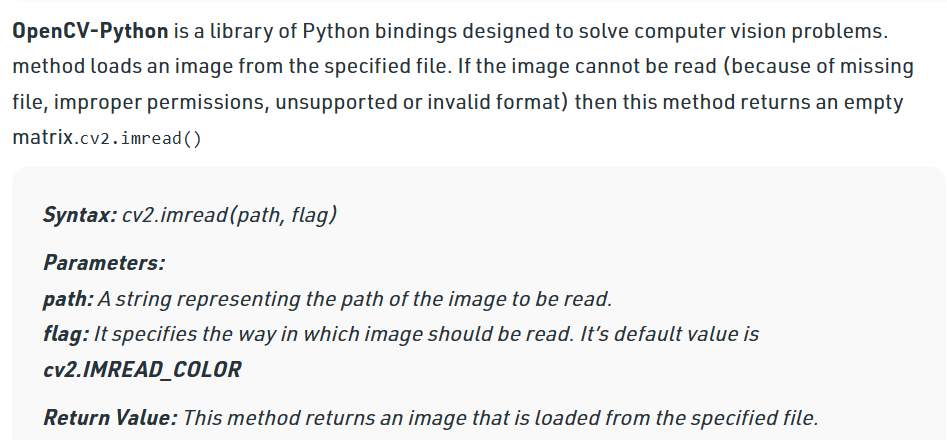 OpenCV-Python is a library of Python bindings designed to solve computer vision problems.
method loads an image from the specified file. If the image cannot be read (because of missing
file, improper permissions, unsupported or invalid format) then this method returns an empty
matrix.cv2.imread()
Syntax: cv2.imread(path, flag)
Parameters:
path: A string representing the path of the image to be read.
flag: It specifies the way in which image should be read. It’s default value is
cv2.IMREAD_COLOR
Return Value: This method returns an image that is loaded from the specified file.